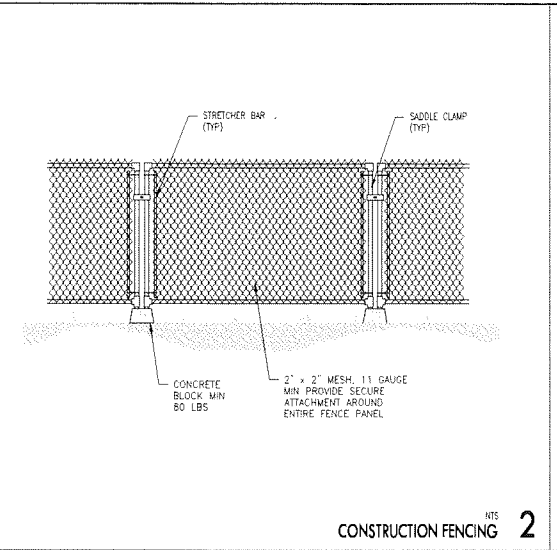 STRETCHER BAR
(TYP)
SADDLE CLAMP
(TYP)
CONCRETE
BLOCK MIN
80 LBS
2" x 2" MESH, 11 GAUGE
MIN PROVIDE SECURE
ATTACHMENT AROUND
ENTIRE FENCE PANEL
NTS
CONSTRUCTION FENCING 2